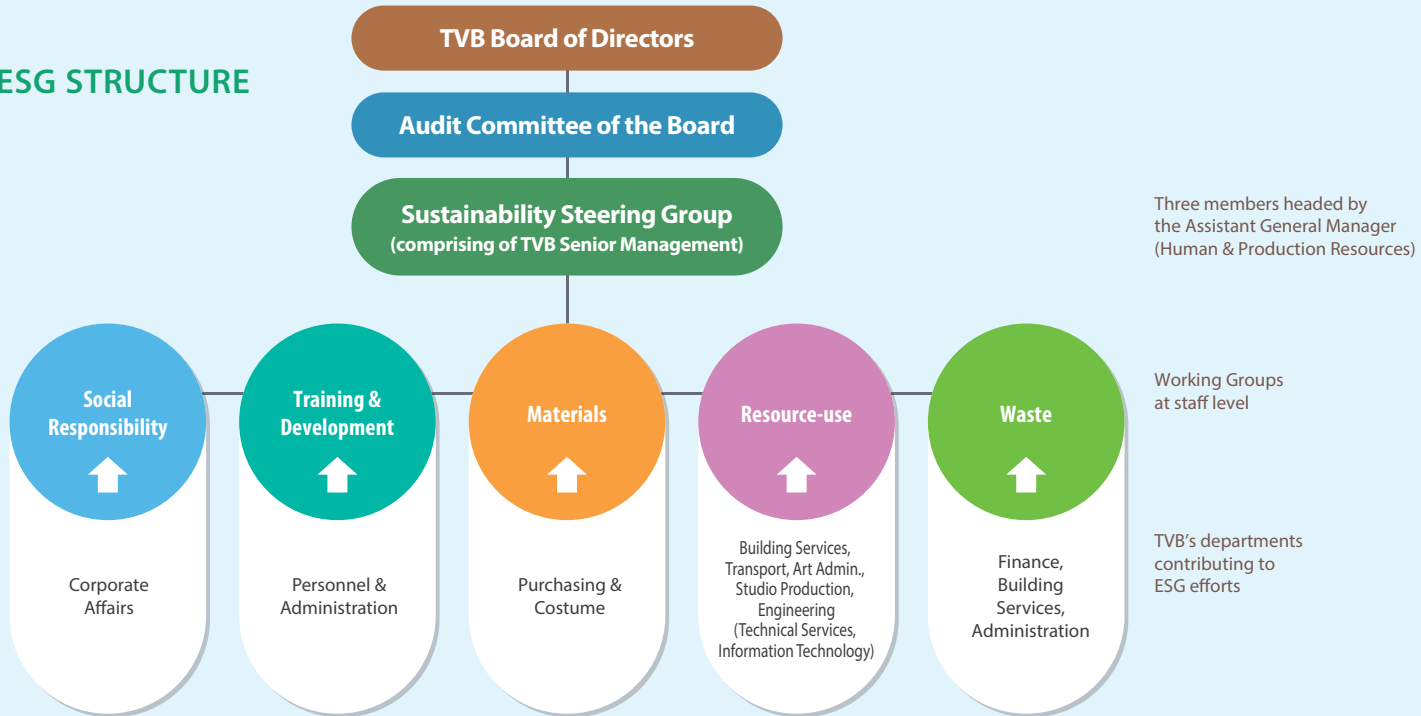 TVB Board of Directors
ESG STRUCTURE
Audit Committee of the Board
Sustainability Steering Group
(comprising of TVB Senior Management)
Three members headed by
the Assistant General Manager
(Human & Production Resources)
Social
Responsibility
Training &
Development
Materials
Resource-use
Waste
Working Groups
at staff level
Corporate
Affairs
Personnel &
Administration
Purchasing &
Costume
Building Services,
Transport, Art Admin.,
Studio Production,
Engineering
(Technical Services,
Information Technology)
Finance,
Building
Services,
Administration
TVB's departments
contributing to
ESG efforts